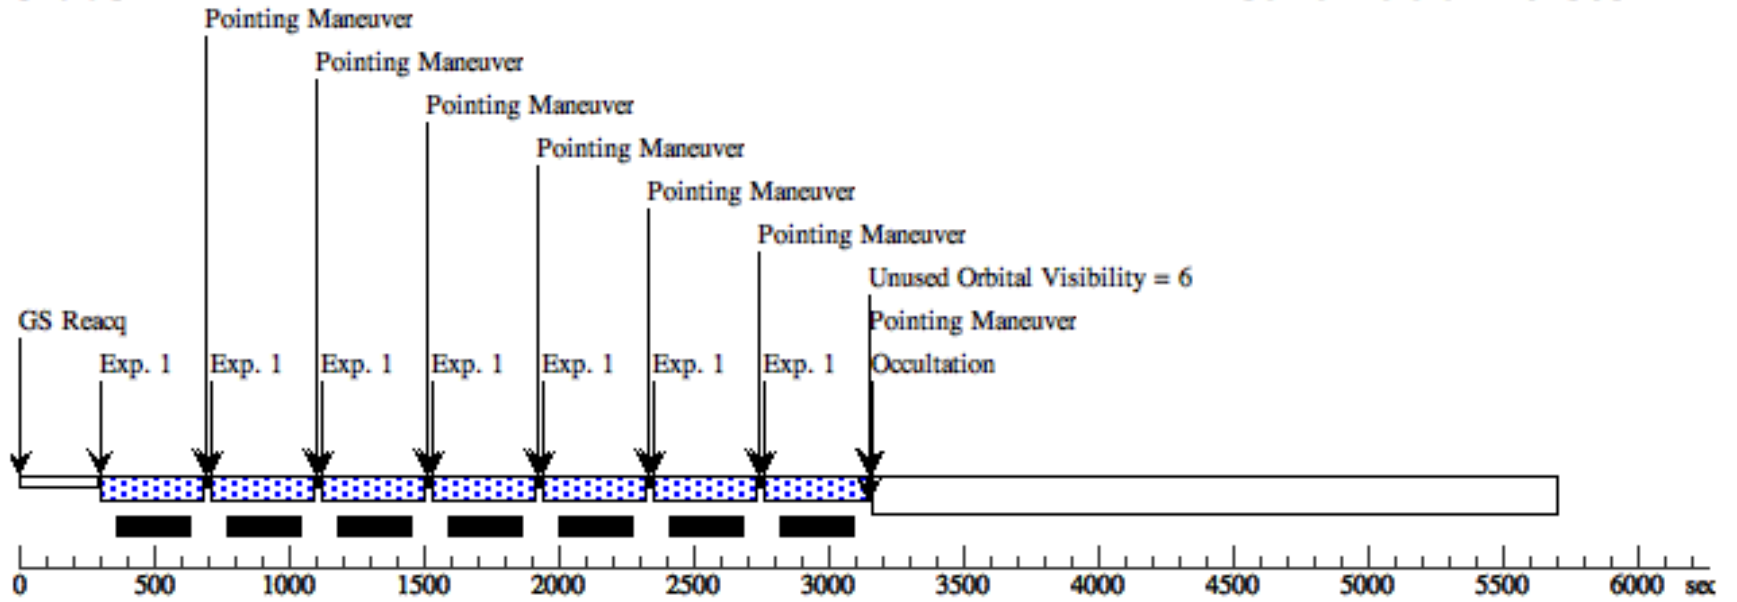 Pointing Maneuver
Pointing Maneuver
Pointing Maneuver
Pointing Maneuver
Pointing Maneuver
Pointing Maneuver
Unused Orbital Visibility = 6
GS Reacq
Pointing Maneuver
Exp. 1 Exp. 1 Exp. 1 Exp. 1 Exp. 1 Exp. 1 Exp. 1 Occultation
0 500 1000 1500 2000 2500 3000 3500 4000 4500 5000 5500 6000 sec